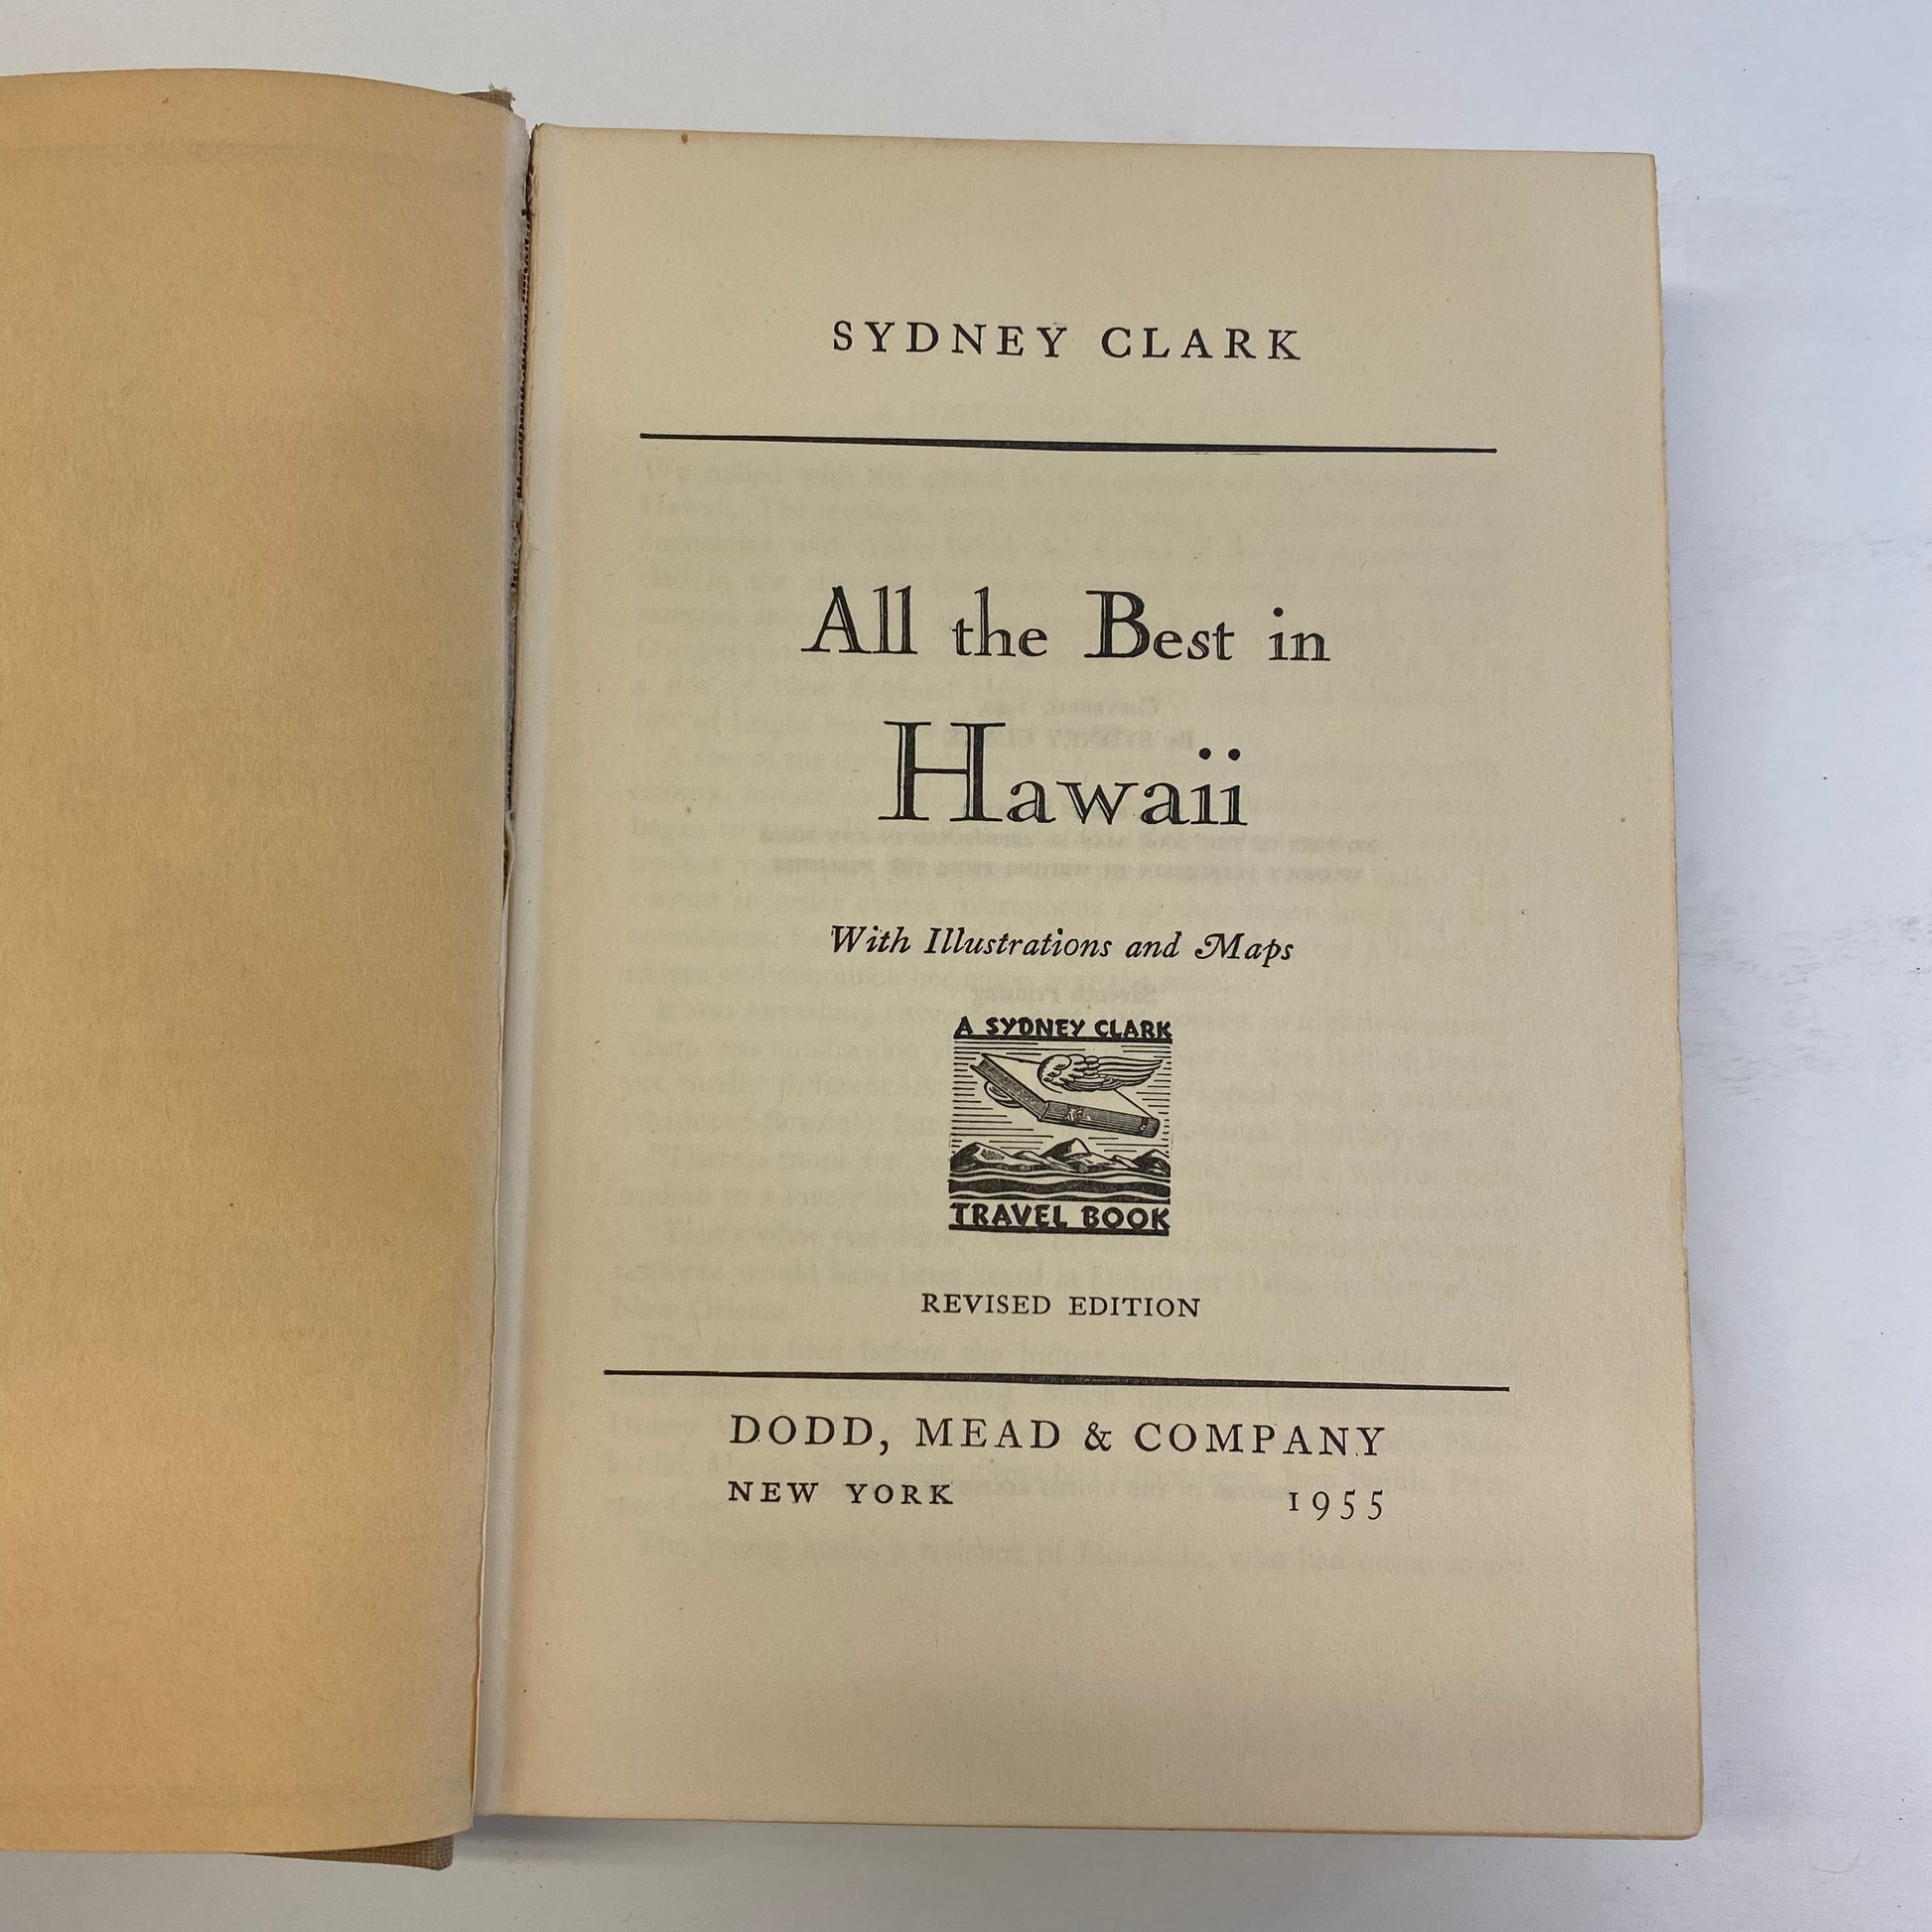 SYDNEY CLARK
All the Best in
Hawaii
With Illustrations and Maps
A SYDNEY CLARK
TRAVEL BOOK
REVISED EDITION
DODD, MEAD & COMPANY
NEW YORK 1955